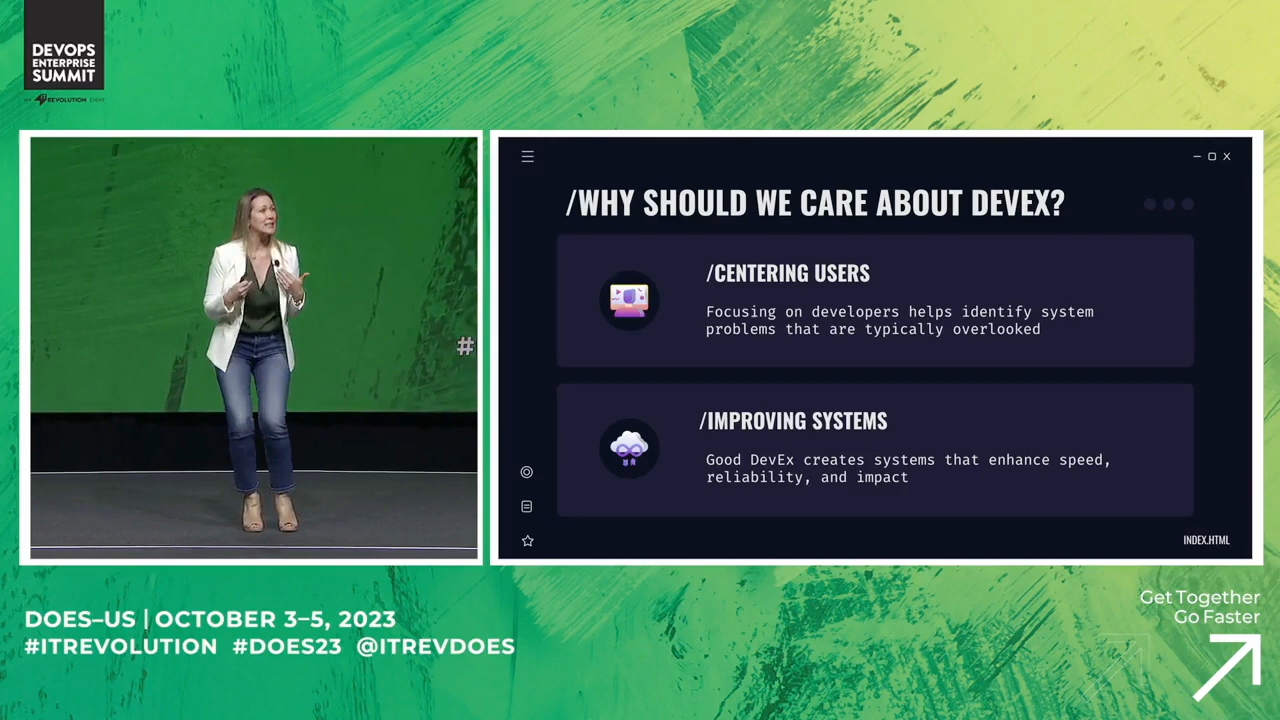 DEVOPS
ENTERPRISE
SUMMIT
REVOLUTION EVENT
#
/WHY SHOULD WE CARE ABOUT DEVEX?
/CENTERING USERS
Focusing on developers helps identify system
problems that are typically overlooked
/IMPROVING SYSTEMS
Good DevEx creates systems that enhance speed,
reliability, and impact
INDEX.HTML
DOES–US | OCTOBER 3–5, 2023
#ITREVOLUTION #DOES23 @ITREVDOES
Get Together
Go Faster